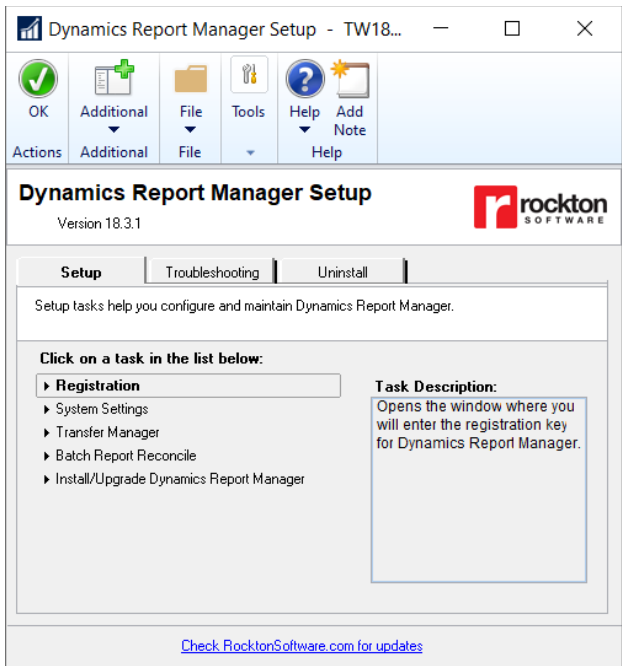 Dynamics Report Manager Setup - TW18...
OK
Additional
File
Tools
Help
Add
Note
Actions
Additional
File
Help
Dynamics Report Manager Setup
Version 18.3.1
rockton
SOFTWARE
Setup
Troubleshooting
Uninstall
Setup tasks help you configure and maintain Dynamics Report Manager.
Click on a task in the list below:
Registration
System Settings
Transfer Manager
Batch Report Reconcile
Install/Upgrade Dynamics Report Manager
Task Description:
Opens the window where you
will enter the registration key
for Dynamics Report Manager.
Check RocktonSoftware.com for updates